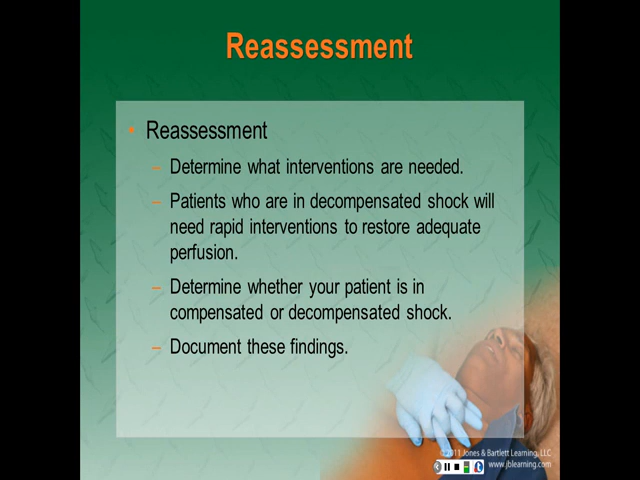 Reassessment
• Reassessment
– Determine what interventions are needed.
– Patients who are in decompensated shock will
need rapid interventions to restore adequate
perfusion.
– Determine whether your patient is in
compensated or decompensated shock.
– Document these findings.
© 2011 Jones & Bartlett Learning, LLC
www.jblearning.com